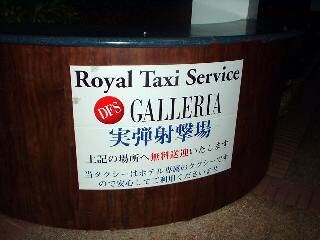 Royal Taxi Service
DFS GALLERIA
実弾射撃場
上記の場所へ無料送迎いたします
当タクシーはホテル専属のタクシーです
ので安心してご利用くださいませ